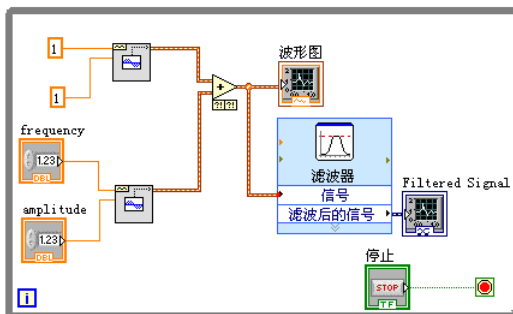 1
波形图
1
frequency
1.23
DBL
滤波器
信号
滤波后的信号
Filtered Signal
amplitude
1.23
DBL
停止
STOP
TF
i